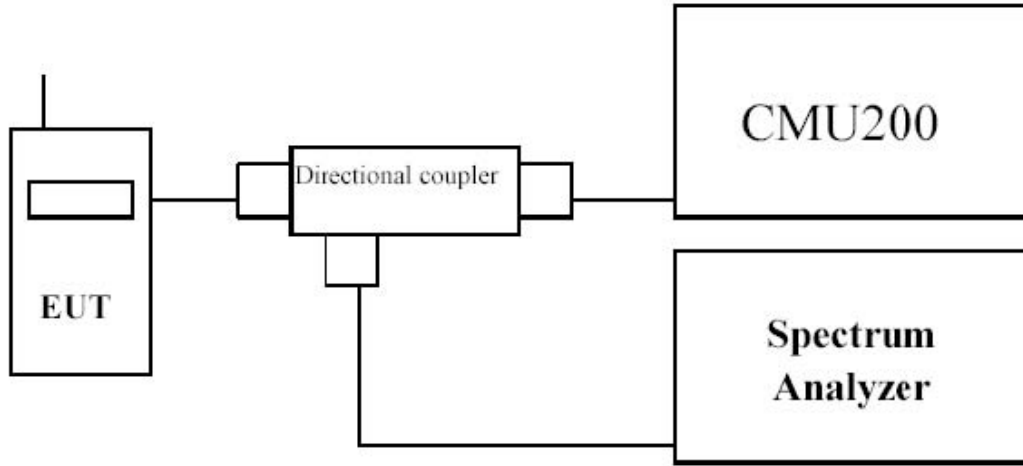 CMU200
Directional coupler
EUT
Spectrum
Analyzer